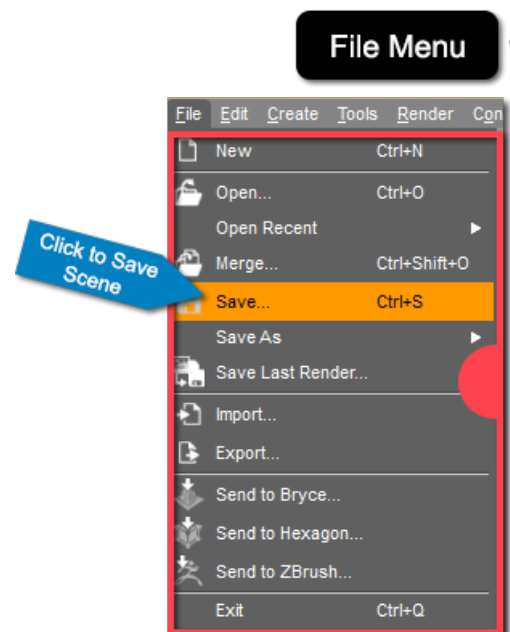 File Menu
File Edit Create Tools Render Con
New Ctrl+N
Open... Ctrl+O
Open Recent
Click to Save
Scene
Merge... Ctrl+Shift+O
Save... Ctrl+S
Save As
Save Last Render...
Import...
Export...
Send to Bryce...
Send to Hexagon...
Send to ZBrush...
Exit Ctrl+Q